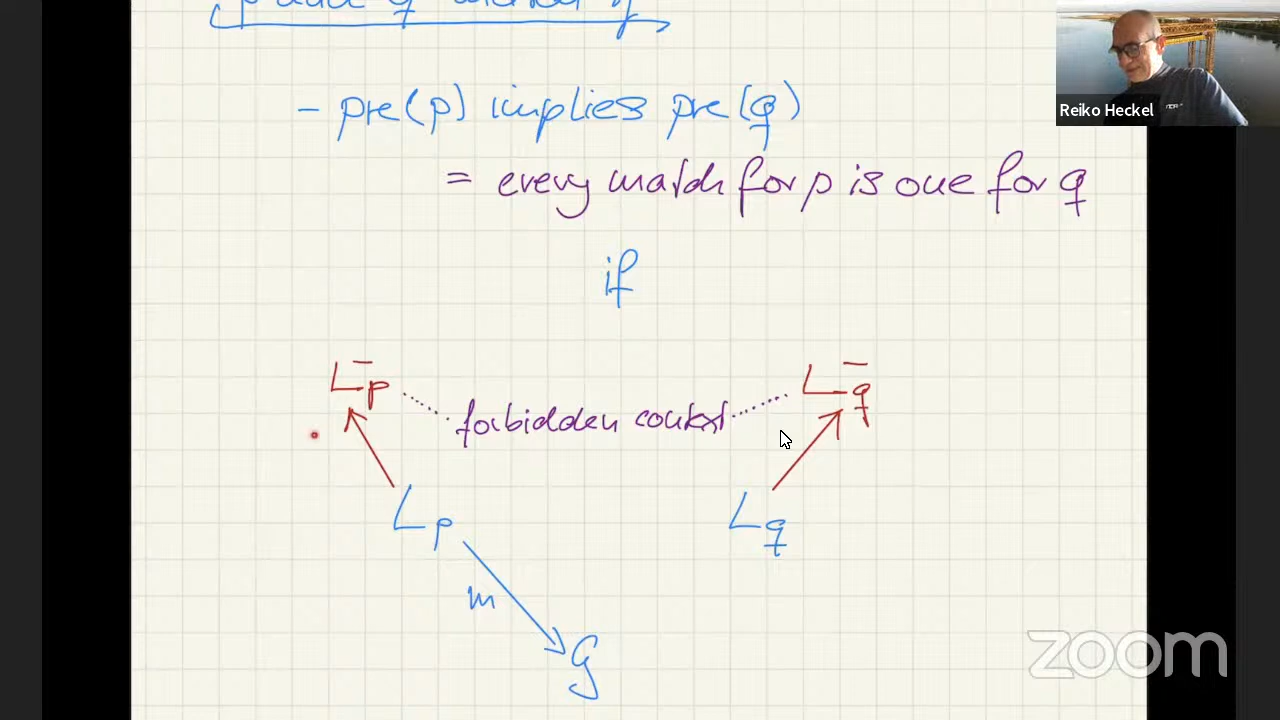 - pre(p) implies pre(q)
= every match for p is one for q
if
L̄p ...... forbidden context ...... L̄q
Lp Lq
m
G
Reiko Heckel
zoom